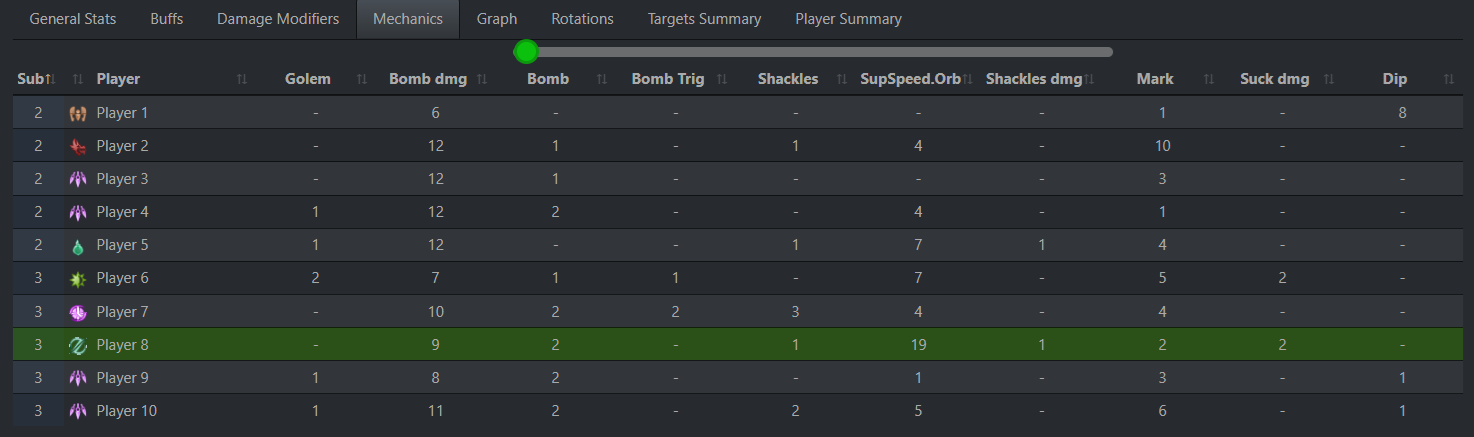 General Stats Buffs Damage Modifiers Mechanics Graph Rotations Targets Summary Player Summary
Sub Player Golem Bomb dmg Bomb Bomb Trig Shackles SupSpeed.Orb Shackles dmg Mark Suck dmg Dip
2 Player 1 - 6 - - - - - 1 - 8
2 Player 2 - 12 1 - 1 4 - 10 - -
2 Player 3 - 12 1 - - - - 3 - -
2 Player 4 1 12 2 - - 4 - 1 - -
2 Player 5 1 12 - - 1 7 1 4 - -
3 Player 6 2 7 1 1 - 7 - 5 2 -
3 Player 7 - 10 2 2 3 4 - 4 - -
3 Player 8 - 9 2 - 1 19 1 2 2 -
3 Player 9 1 8 2 - - 1 - 3 - 1
3 Player 10 1 11 2 - 2 5 - 6 - 1